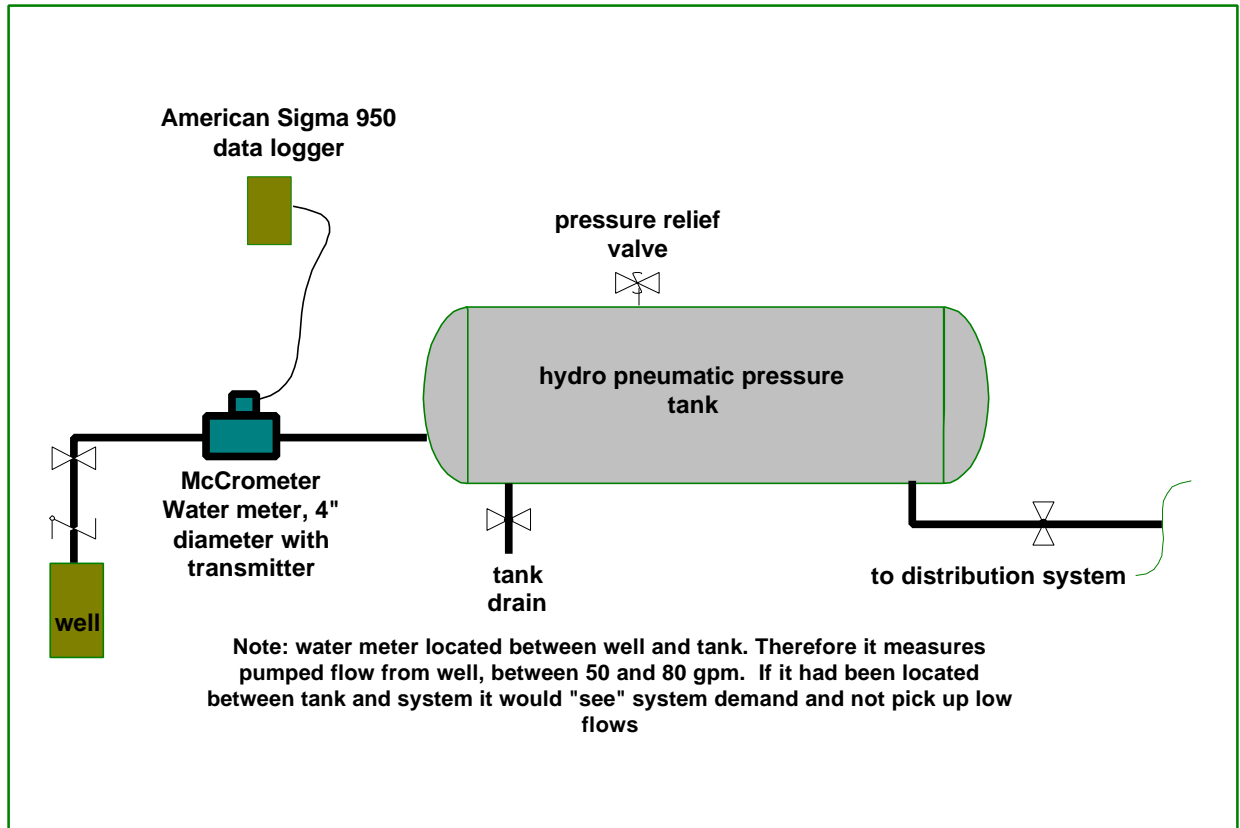 American Sigma 950
data logger
pressure relief
valve
hydro pneumatic pressure
tank
McCrometer
Water meter, 4"
diameter with
transmitter
tank
drain
to distribution system
well
Note: water meter located between well and tank. Therefore it measures
pumped flow from well, between 50 and 80 gpm.  If it had been located
between tank and system it would "see" system demand and not pick up low
flows